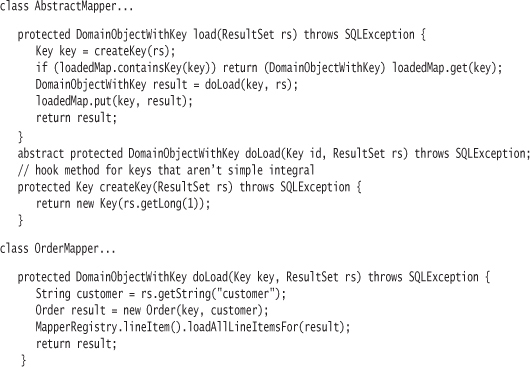 class AbstractMapper...
protected DomainObjectWithKey load(ResultSet rs) throws SQLException {
Key key = createKey(rs);
if (loadedMap.containsKey(key)) return (DomainObjectWithKey) loadedMap.get(key);
DomainObjectWithKey result = doLoad(key, rs);
loadedMap.put(key, result);
return result;
}
abstract protected DomainObjectWithKey doLoad(Key id, ResultSet rs) throws SQLException;
// hook method for keys that aren't simple integral
protected Key createKey(ResultSet rs) throws SQLException {
return new Key(rs.getLong(1));
}
class OrderMapper...
protected DomainObjectWithKey doLoad(Key key, ResultSet rs) throws SQLException {
String customer = rs.getString("customer");
Order result = new Order(key, customer);
MapperRegistry.lineItem().loadAllLineItemsFor(result);
return result;
}